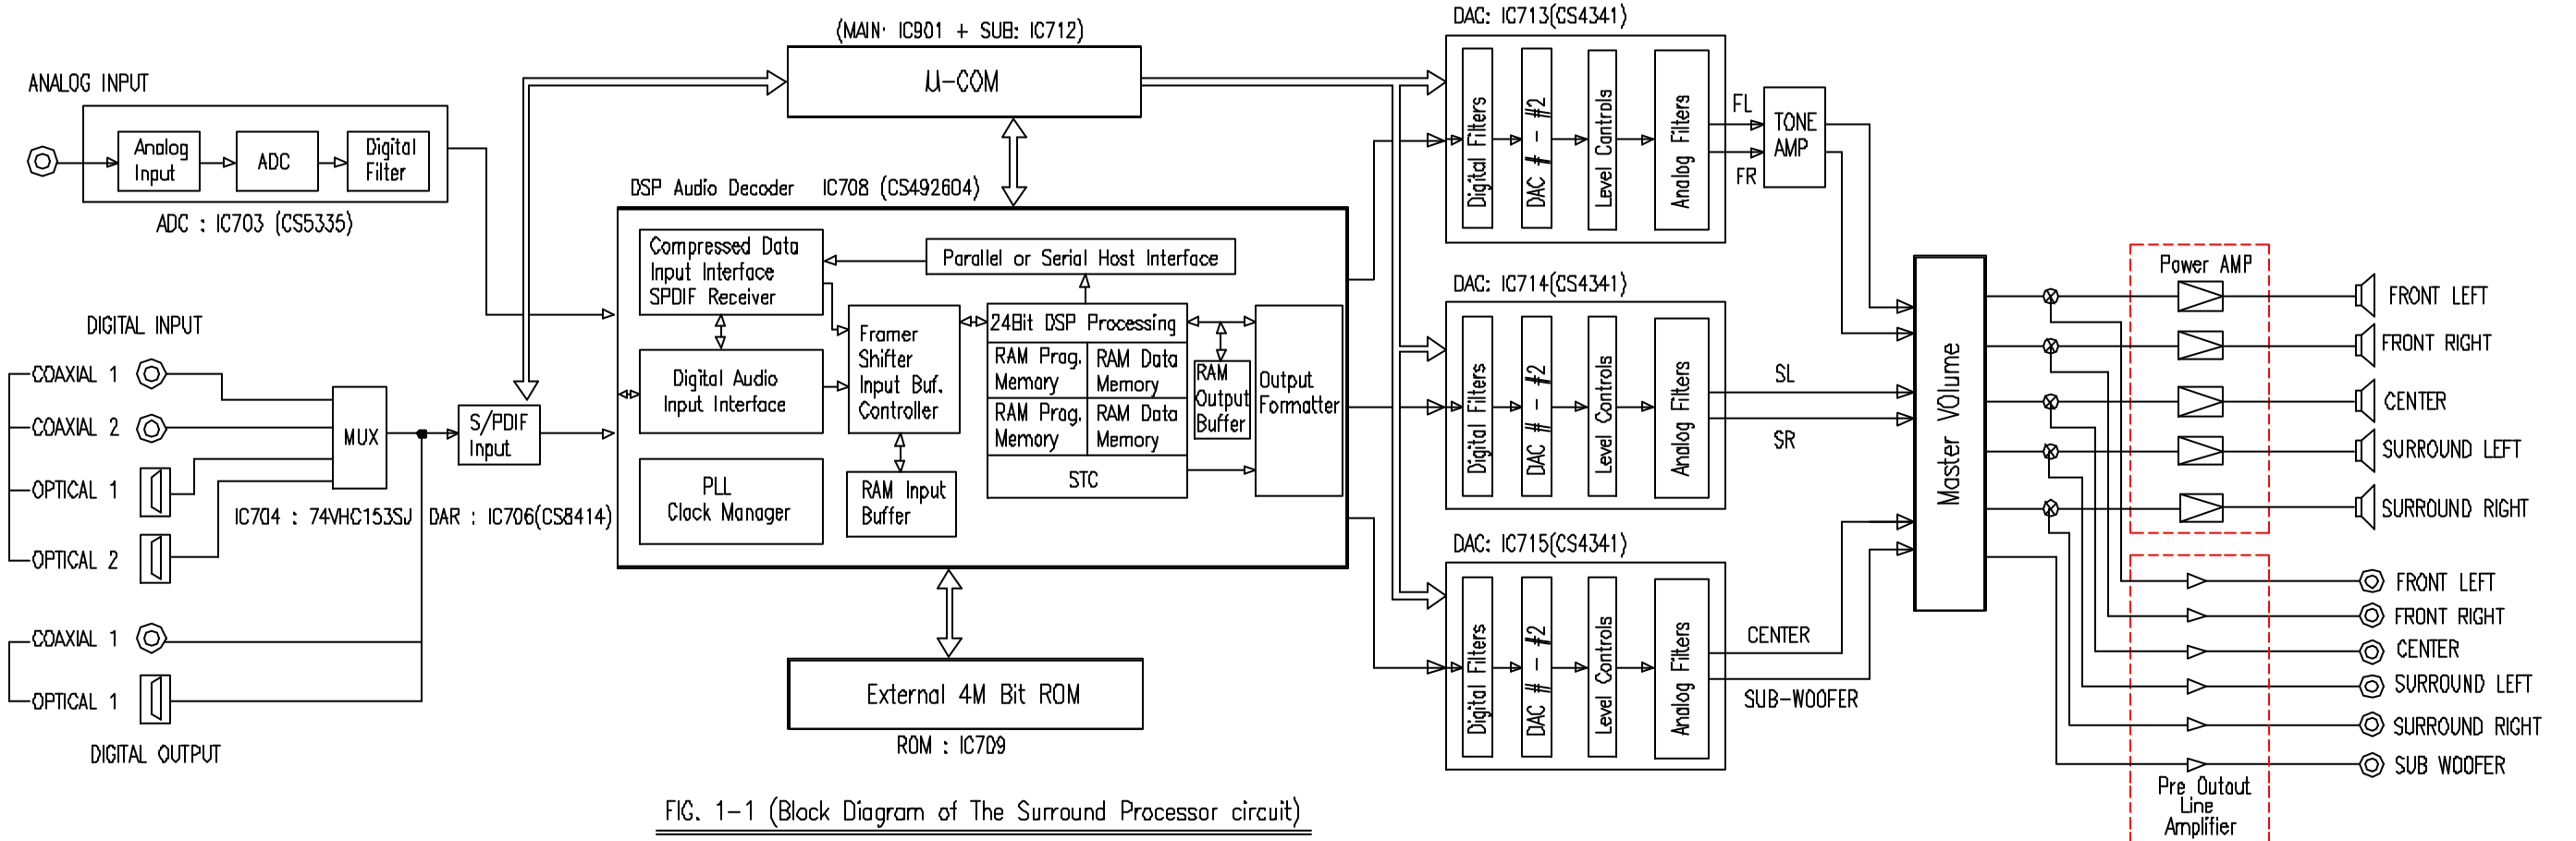 (MAIN: IC901 + SUB: IC712)
µ-COM
ANALOG INPUT
Analog
Input
ADC
Digital
Filter
ADC : IC703 (CS5335)
DIGITAL INPUT
COAXIAL 1
COAXIAL 2
OPTICAL 1
OPTICAL 2
MUX
IC704 : 74VHC153SJ
S/PDIF
Input
DAR : IC706(CS8414)
COAXIAL 1
OPTICAL 1
DIGITAL OUTPUT
DSP Audio Decoder IC708 (CS492604)
Compressed Data
Input Interface
SPDIF Receiver
Parallel or Serial Host Interface
Digital Audio
Input Interface
Framer
Shifter
Input Buf.
Controller
24Bit DSP Processing
RAM Prag.
Memory
RAM Data
Memory
RAM Prag.
Memory
RAM Data
Memory
STC
RAM
Output
Buffer
Output
Formatter
PLL
Clack Manager
RAM Input
Buffer
External 4M Bit ROM
ROM : IC709
DAC: IC713(CS4341)
Digital Filters
DAC # - #2
Level Cantrols
Analog Filters
FL
FR
TONE
AMP
DAC: IC714(CS4341)
Digital Filters
DAC # - #2
Level Controls
Analog Filters
SL
SR
DAC: IC715(CS4341)
Digital Filters
DAC # - #2
Level Controls
Analog Filters
CENTER
SUB-WOOFER
Master VOlume
Power AMP
FRONT LEFT
FRONT RIGHT
CENTER
SURROUND LEFT
SURROUND RIGHT
FRONT LEFT
FRONT RIGHT
CENTER
SURROUND LEFT
SURROUND RIGHT
SUB WOOFER
Pre Outaut
Line
Amplifier
FIG. 1-1 (Block Diagram of The Surround Processor circuit)